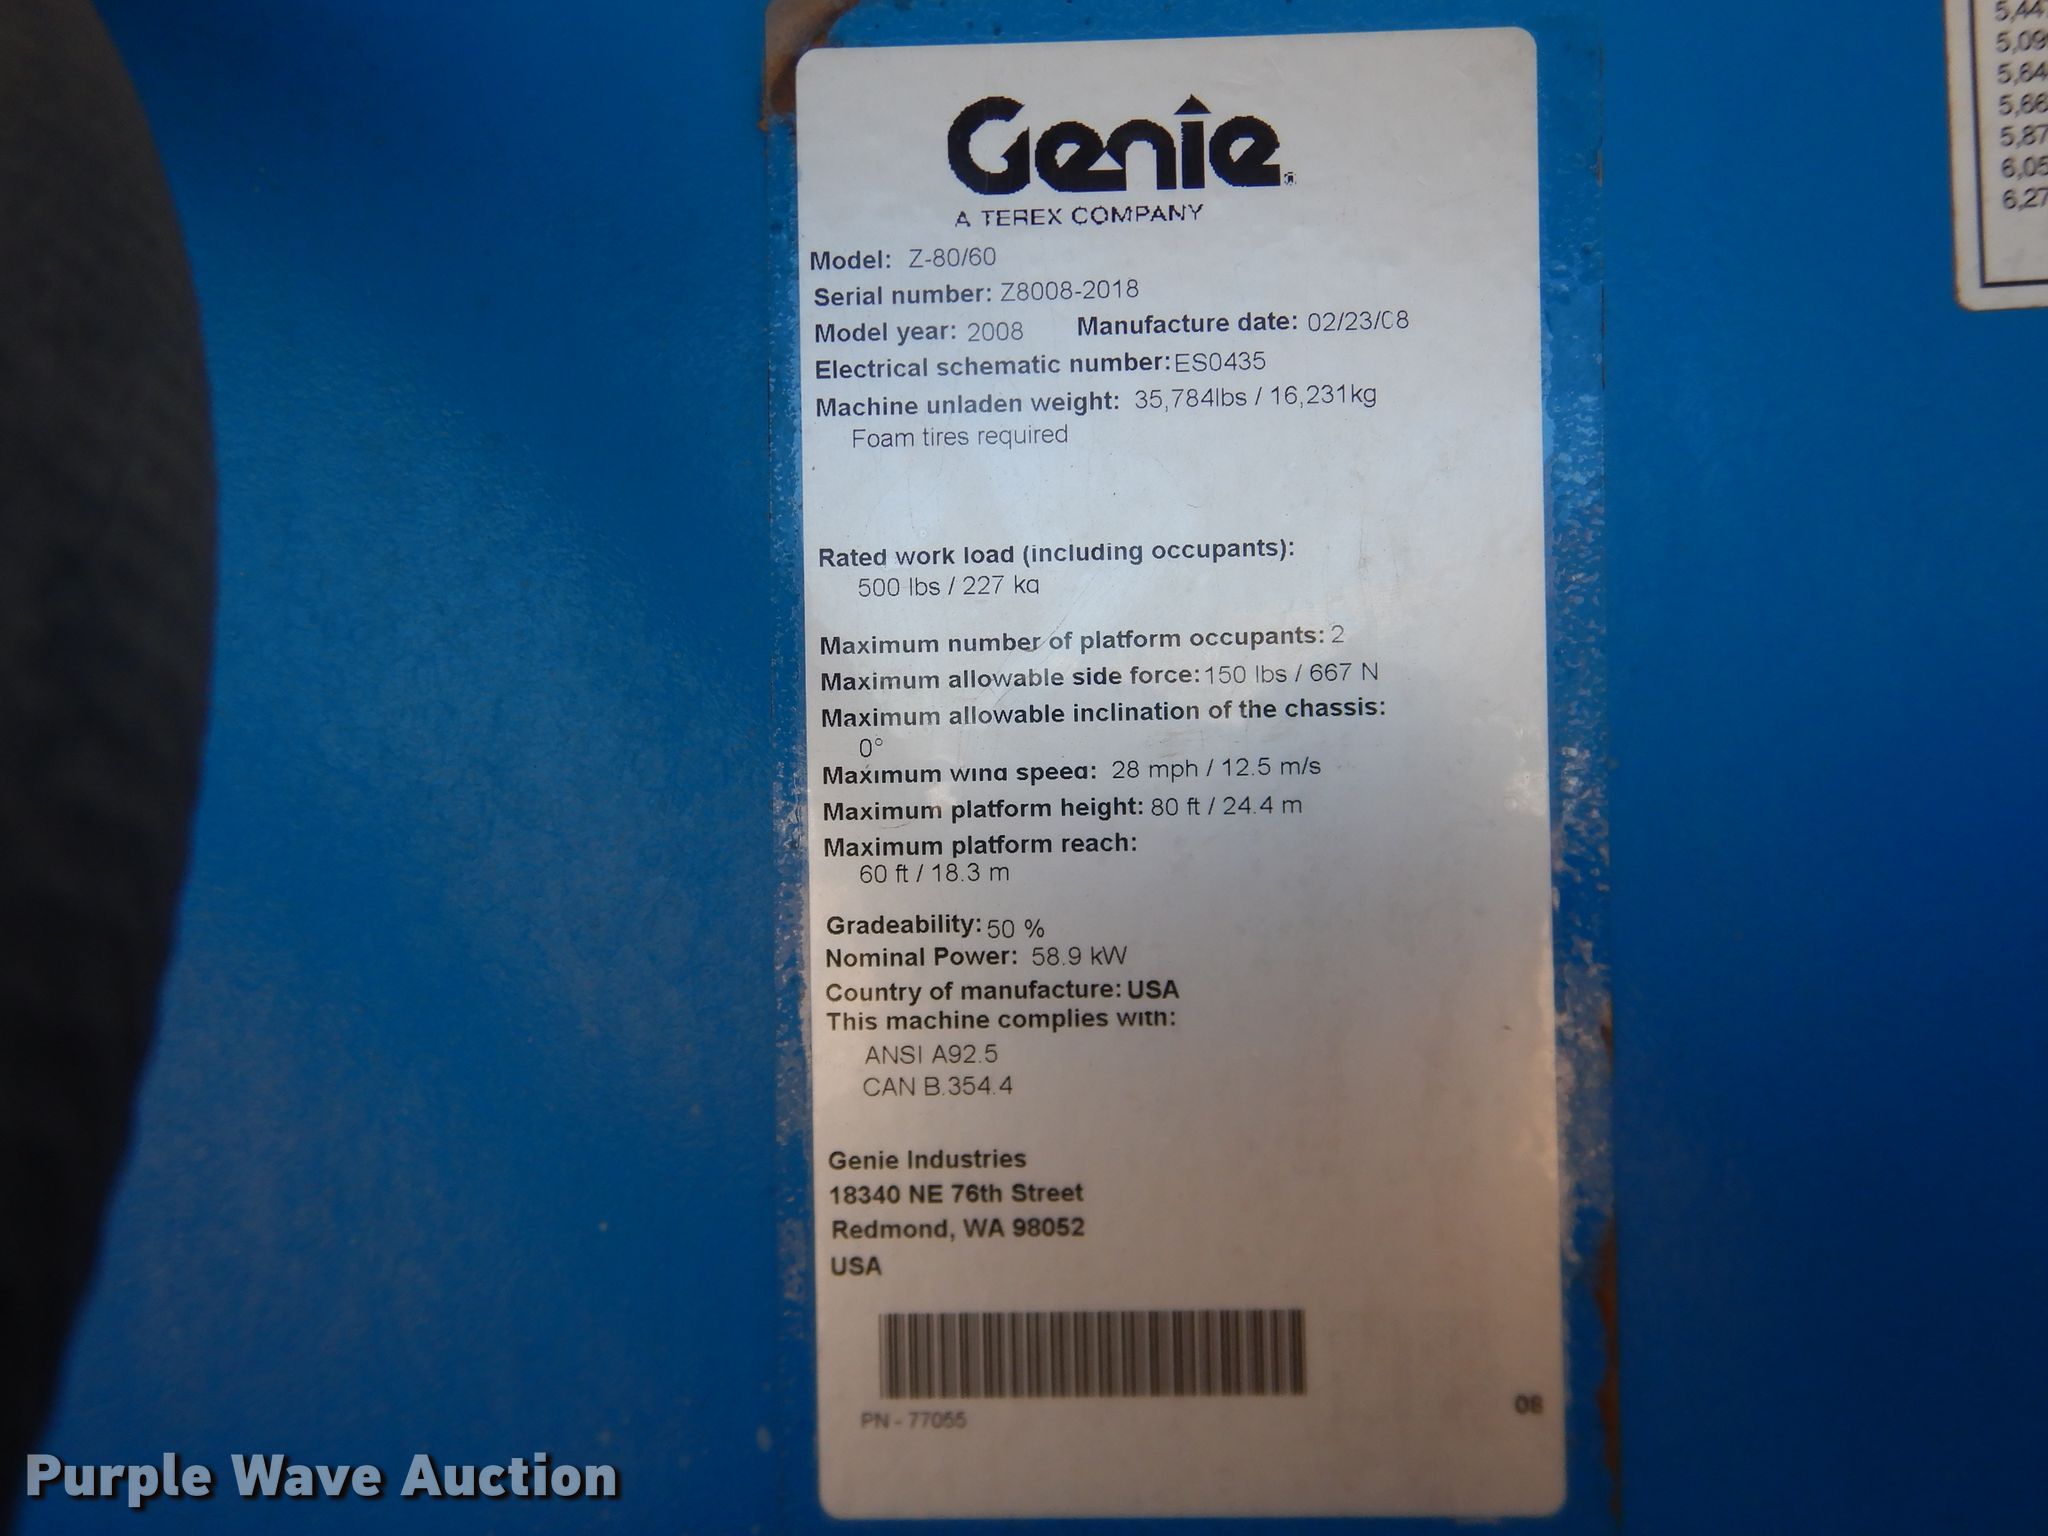 Genie
A TEREX COMPANY
Model: Z-80/60
Serial number: Z8008-2018
Model year: 2008 Manufacture date: 02/23/08
Electrical schematic number: ES0435
Machine unladen weight: 35,784lbs / 16,231kg
Foam tires required
Rated work load (including occupants):
500 lbs / 227 kg
Maximum number of platform occupants: 2
Maximum allowable side force: 150 lbs / 667 N
Maximum allowable inclination of the chassis:
0°
Maximum wind speed: 28 mph / 12.5 m/s
Maximum platform height: 80 ft / 24.4 m
Maximum platform reach:
60 ft / 18.3 m
Gradeability: 50 %
Nominal Power: 58.9 kW
Country of manufacture: USA
This machine complies with:
ANSI A92.5
CAN B.354.4
Genie Industries
18340 NE 76th Street
Redmond, WA 98052
USA
PN - 77055
08
Purple Wave Auction